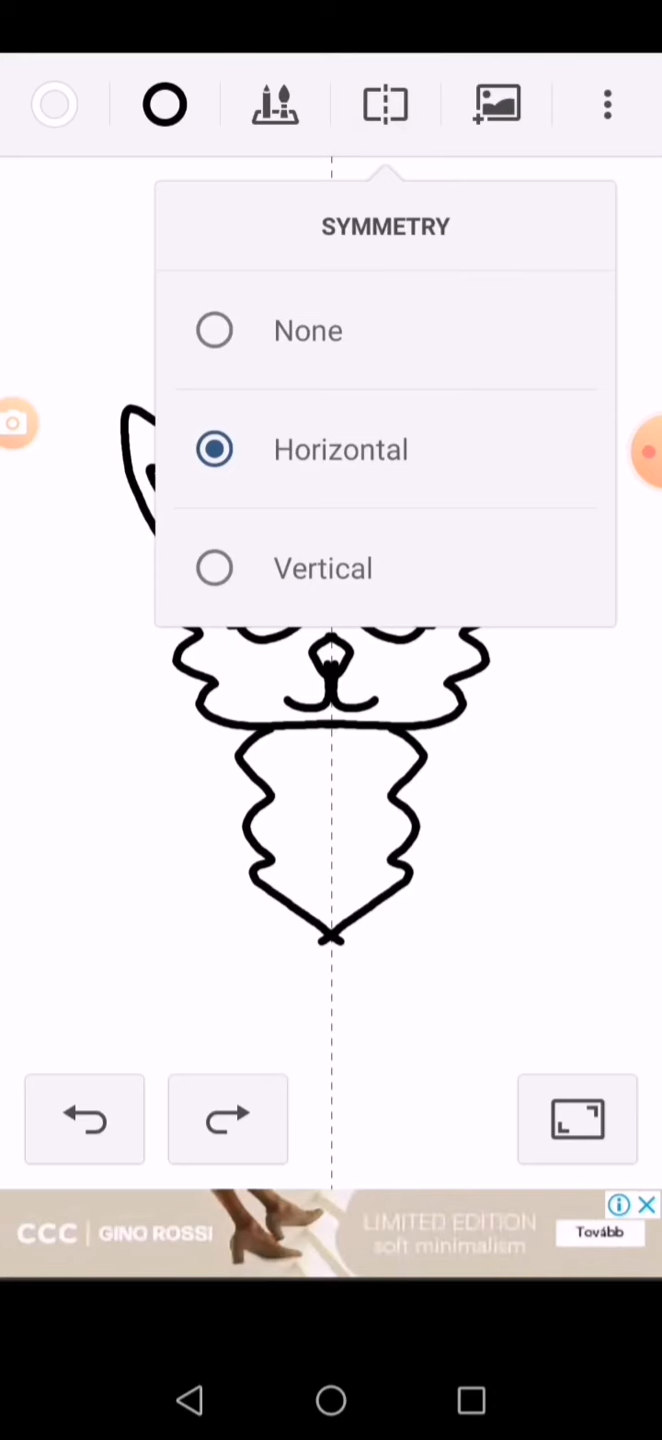 SYMMETRY
None
Horizontal
Vertical
CCC | GINO ROSSI
LIMITED EDITION
soft minimalism
Tovább